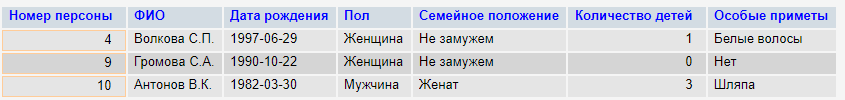 Номер персоны ФИО Дата рождения Пол Семейное положение Количество детей Особые приметы
4 Волкова С.П. 1997-06-29 Женщина Не замужем 1 Белые волосы
9 Громова С.А. 1990-10-22 Женщина Не замужем 0 Нет
10 Антонов В.К. 1982-03-30 Мужчина Женат 3 Шляпа